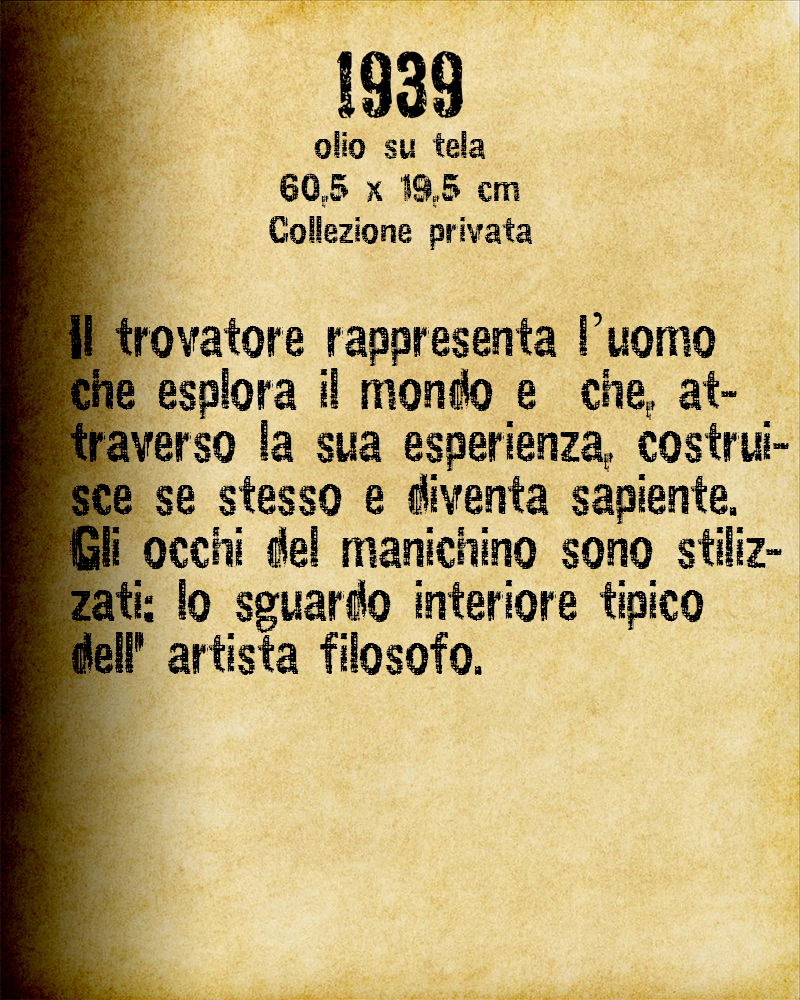 1939
olio su tela
60,5 x 19,5 cm
Collezione privata
Il trovatore rappresenta l'uomo
che esplora il mondo e che, at-
traverso la sua esperienza, costrui-
sce se stesso e diventa sapiente.
Gli occhi del manichino sono stiliz-
zati: lo sguardo interiore tipico
dell" artista filosofo.